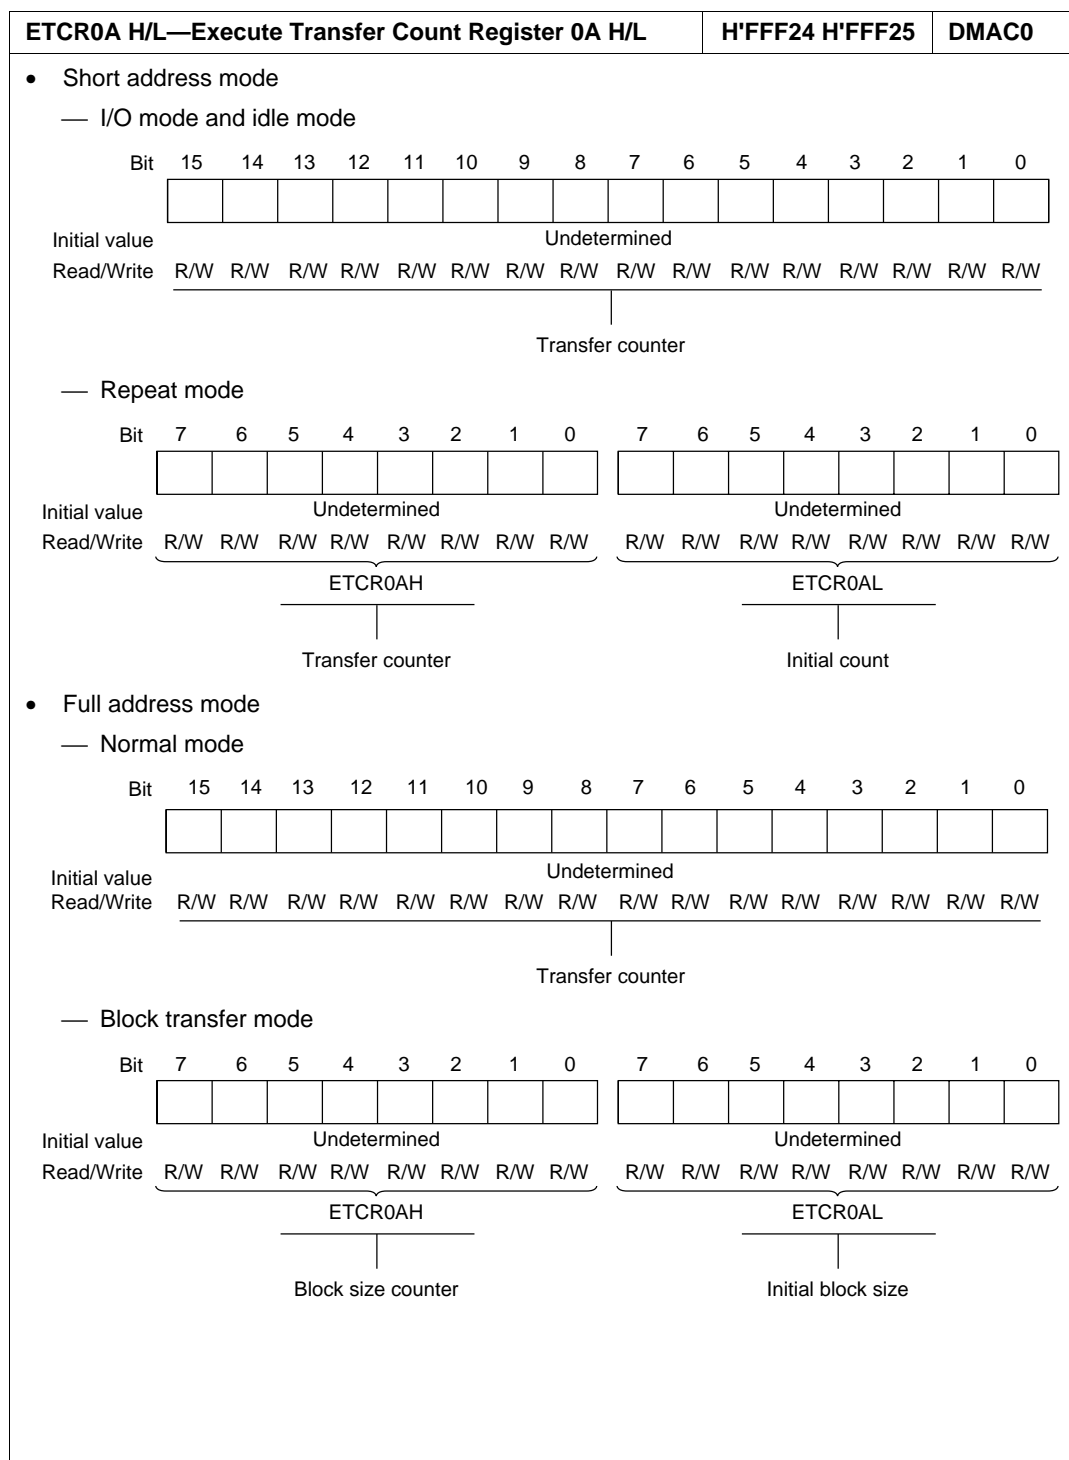 ETCR0A H/L—Execute Transfer Count Register 0A H/L H'FFF24 H'FFF25 DMAC0
• Short address mode
— I/O mode and idle mode
Bit 15 14 13 12 11 10 9 8 7 6 5 4 3 2 1 0
Initial value Undetermined
Read/Write R/W R/W R/W R/W R/W R/W R/W R/W R/W R/W R/W R/W R/W R/W R/W R/W
Transfer counter
— Repeat mode
Bit 7 6 5 4 3 2 1 0 7 6 5 4 3 2 1 0
Initial value Undetermined Undetermined
Read/Write R/W R/W R/W R/W R/W R/W R/W R/W R/W R/W R/W R/W R/W R/W R/W R/W
ETCR0AH ETCR0AL
Transfer counter Initial count
• Full address mode
— Normal mode
Bit 15 14 13 12 11 10 9 8 7 6 5 4 3 2 1 0
Initial value Undetermined
Read/Write R/W R/W R/W R/W R/W R/W R/W R/W R/W R/W R/W R/W R/W R/W R/W R/W
Transfer counter
— Block transfer mode
Bit 7 6 5 4 3 2 1 0 7 6 5 4 3 2 1 0
Initial value Undetermined Undetermined
Read/Write R/W R/W R/W R/W R/W R/W R/W R/W R/W R/W R/W R/W R/W R/W R/W R/W
ETCR0AH ETCR0AL
Block size counter Initial block size